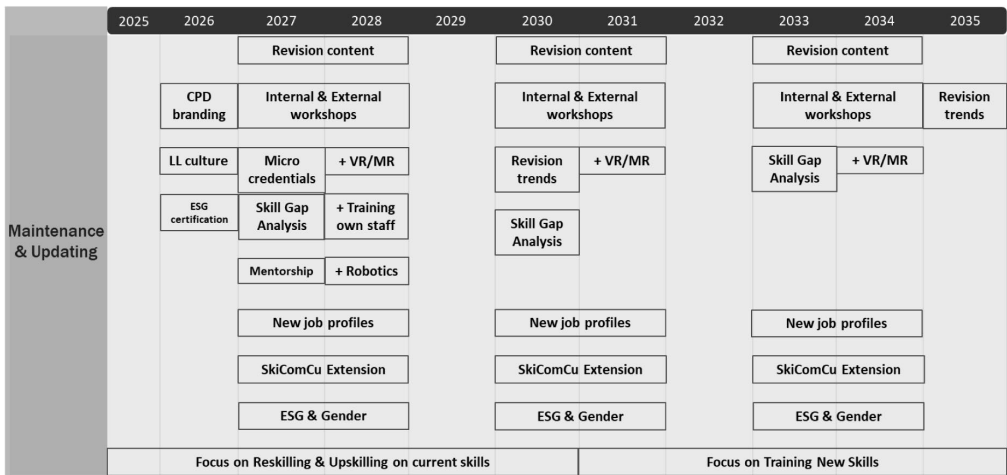 2025 2026 2027 2028 2029 2030 2031 2032 2033 2034 2035
Maintenance
& Updating
Revision content Revision content Revision content
CPD
branding
Internal & External
workshops
Internal & External
workshops
Internal & External
workshops
Revision
trends
LL culture
Micro
credentials
+ VR/MR
Revision
trends
+ VR/MR
Skill Gap
Analysis
+ VR/MR
ESG
certification
Skill Gap
Analysis
+ Training
own staff
Skill Gap
Analysis
Mentorship + Robotics
New job profiles New job profiles New job profiles
SkiComCu Extension SkiComCu Extension SkiComCu Extension
ESG & Gender ESG & Gender ESG & Gender
Focus on Reskilling & Upskilling on current skills Focus on Training New Skills